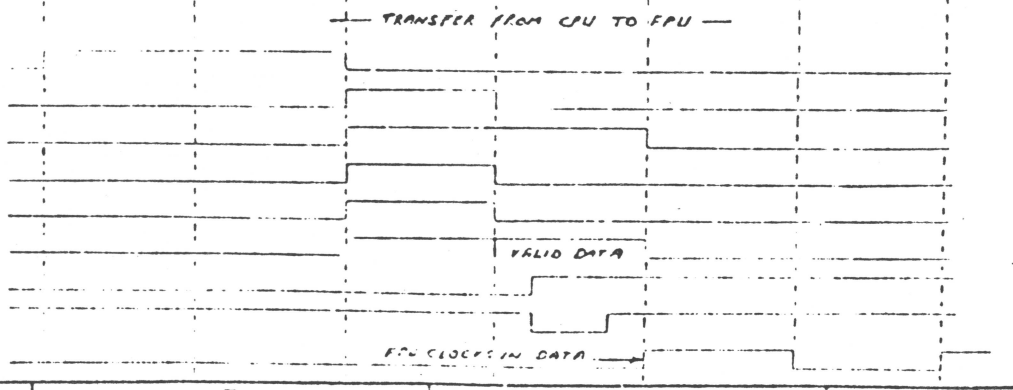 TRANSFER FROM CPU TO FPU
VALID DATA
FPU CLOCKS IN DATA